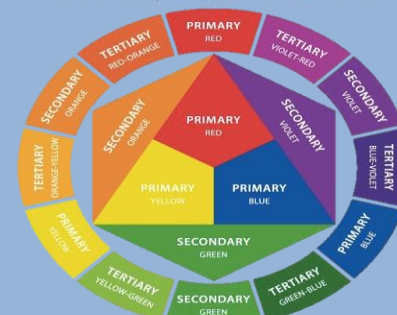 PRIMARY
RED
TERTIARY
VIOLET-RED
SECONDARY
VIOLET
TERTIARY
BLUE-VIOLET
PRIMARY
BLUE
TERTIARY
GREEN-BLUE
SECONDARY
GREEN
TERTIARY
YELLOW-GREEN
PRIMARY
YELLOW
TERTIARY
ORANGE-YELLOW
SECONDARY
ORANGE
TERTIARY
RED-ORANGE
SECONDARY
ORANGE
PRIMARY
RED
SECONDARY
VIOLET
PRIMARY
YELLOW
PRIMARY
BLUE
SECONDARY
GREEN